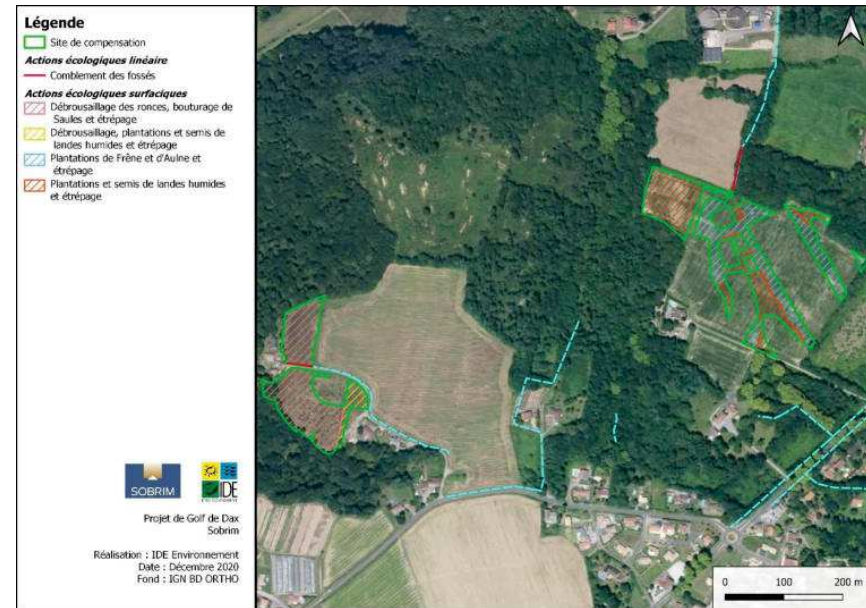 Légende
Site de compensation
Actions écologiques linéaire
Comblement des fossés
Actions écologiques surfaciques
Débrousaillage des ronces, bouturage de
Saules et étrépage
Débrousaillage, plantations et semis de
landes humides et étrépage
Plantations de Frêne et d'Aulne et
étrépage
Plantations et semis de landes humides
et étrépage
SOBRIM
IDE
Projet de Golf de Dax
Sobrim
Réalisation : IDE Environnement
Date : Décembre 2020
Fond : IGN BD ORTHO
0 100 200 m